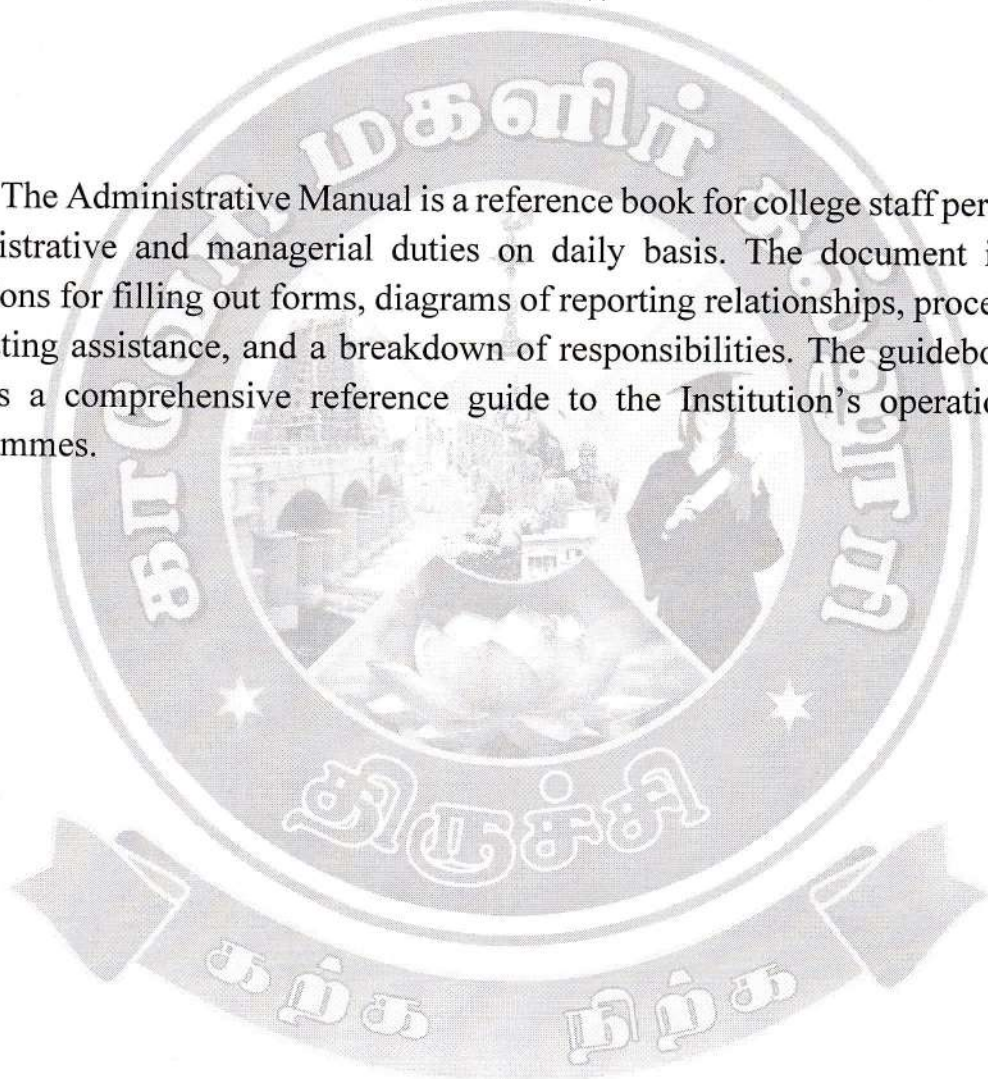 The Administrative Manual is a reference book for college staff per
istrative and managerial duties on daily basis. The document i
ons for filling out forms, diagrams of reporting relationships, proce
ting assistance, and a breakdown of responsibilities. The guidebo
s a comprehensive reference guide to the Institution's operatio
mmes.
காவேரி மகளிர் கல்லூரி
திருச்சி
கற்க நிற்க